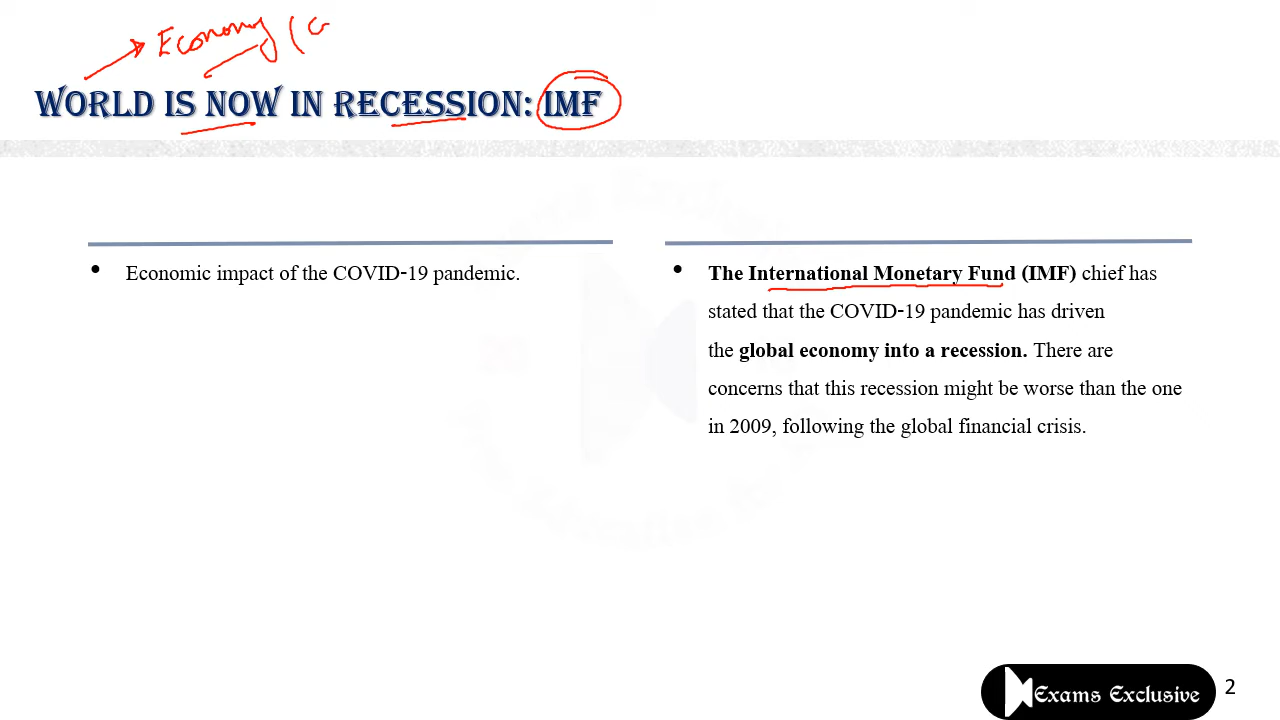 Economy (G
WORLD IS NOW IN RECESSION: IMF
• Economic impact of the COVID-19 pandemic.
• The International Monetary Fund (IMF) chief has
stated that the COVID-19 pandemic has driven
the global economy into a recession. There are
concerns that this recession might be worse than the one
in 2009, following the global financial crisis.
Exams Exclusive
2